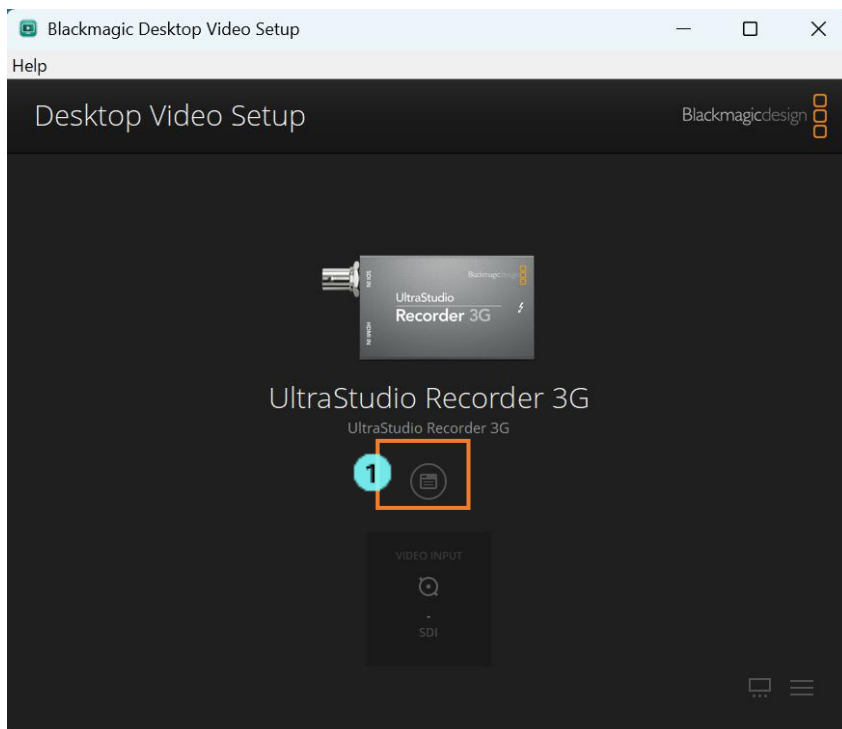 Blackmagic Desktop Video Setup
Help
Desktop Video Setup
Blackmagicdesign
SDI IN
HDMI IN
Blackmagicdesign
UltraStudio
Recorder 3G
UltraStudio Recorder 3G
UltraStudio Recorder 3G
1
VIDEO INPUT
-
SDI